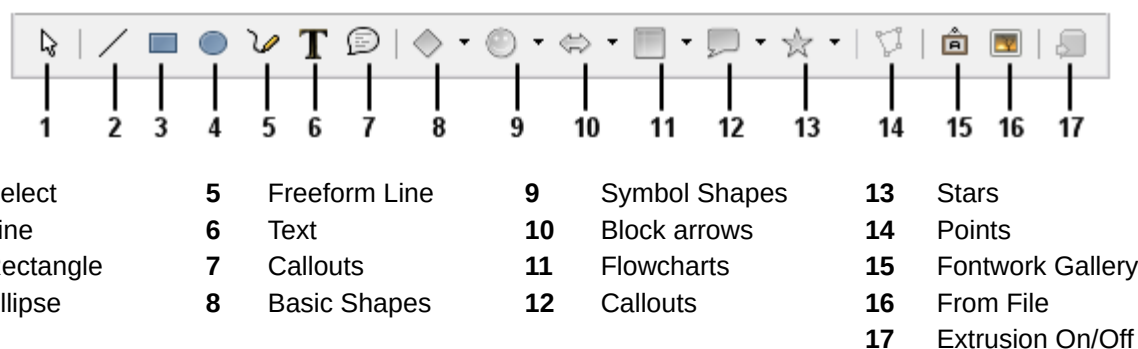 T
A
1 2 3 4 5 6 7 8 9 10 11 12 13 14 15 16 17
elect 5 Freeform Line 9 Symbol Shapes 13 Stars
ine 6 Text 10 Block arrows 14 Points
ectangle 7 Callouts 11 Flowcharts 15 Fontwork Gallery
llipse 8 Basic Shapes 12 Callouts 16 From File
17 Extrusion On/Off